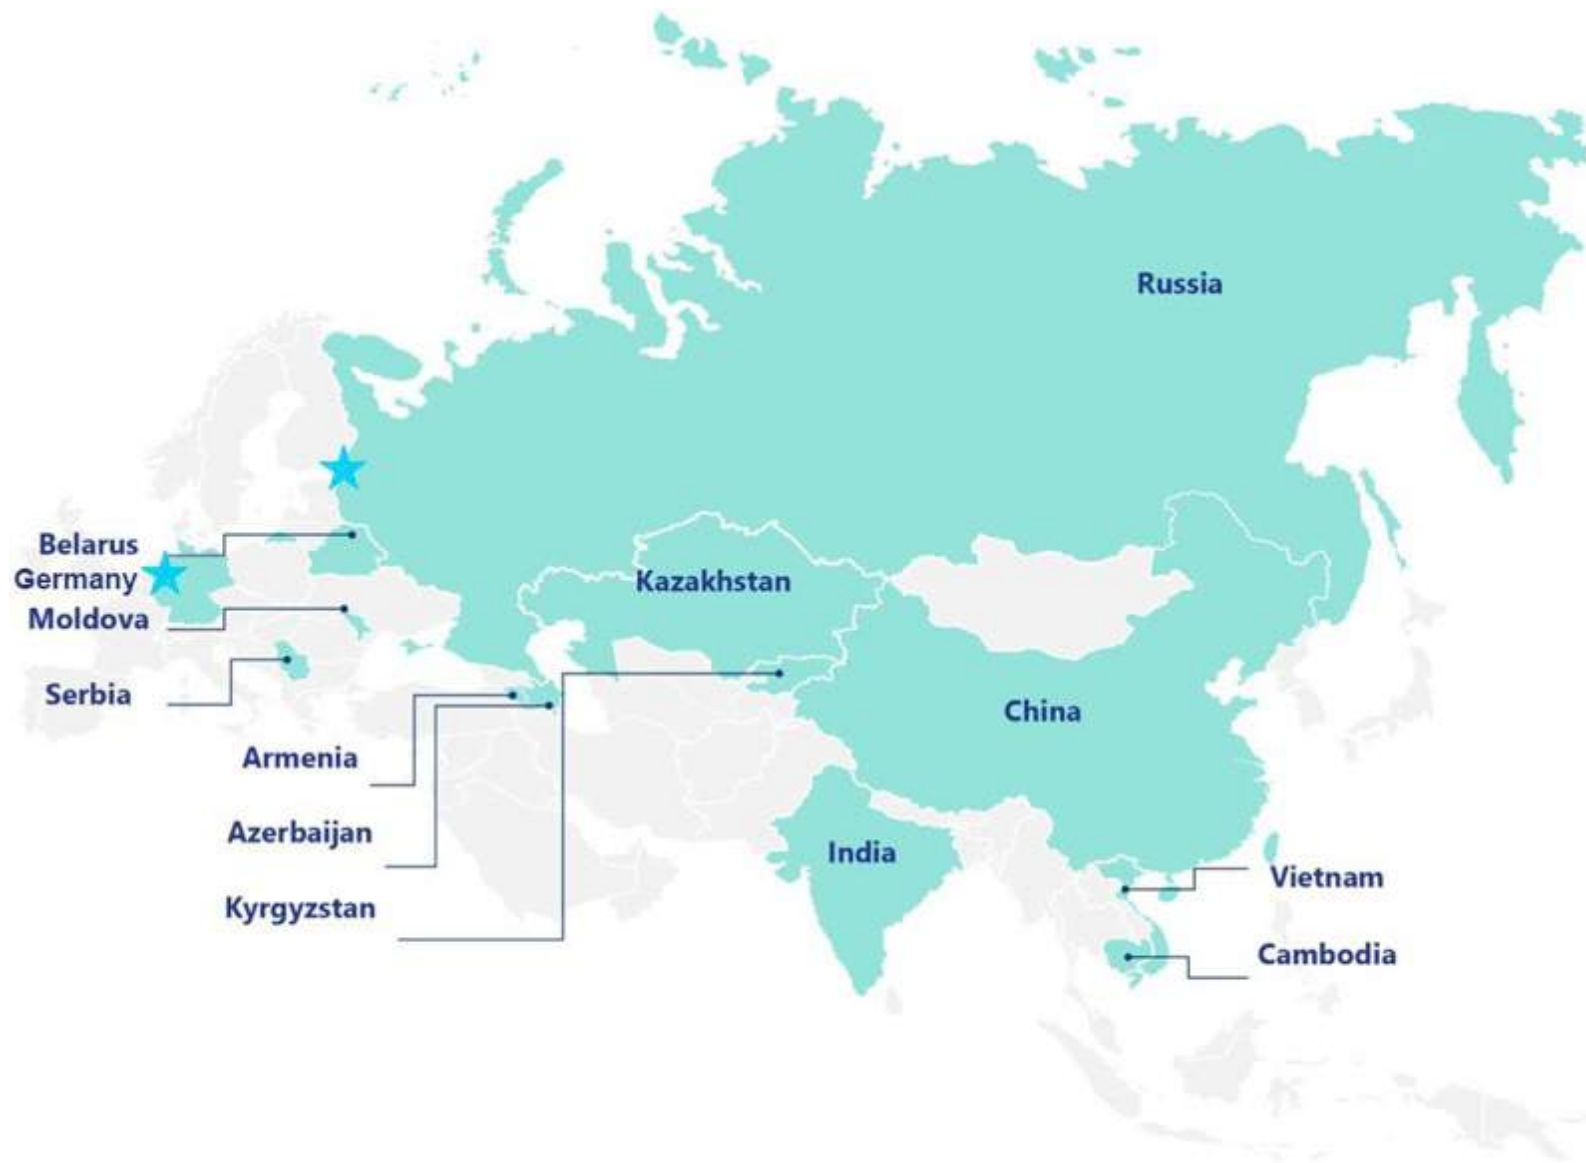 Russia
Belarus
Germany
Kazakhstan
Moldova
Serbia
China
Armenia
Azerbaijan
India
Vietnam
Kyrgyzstan
Cambodia